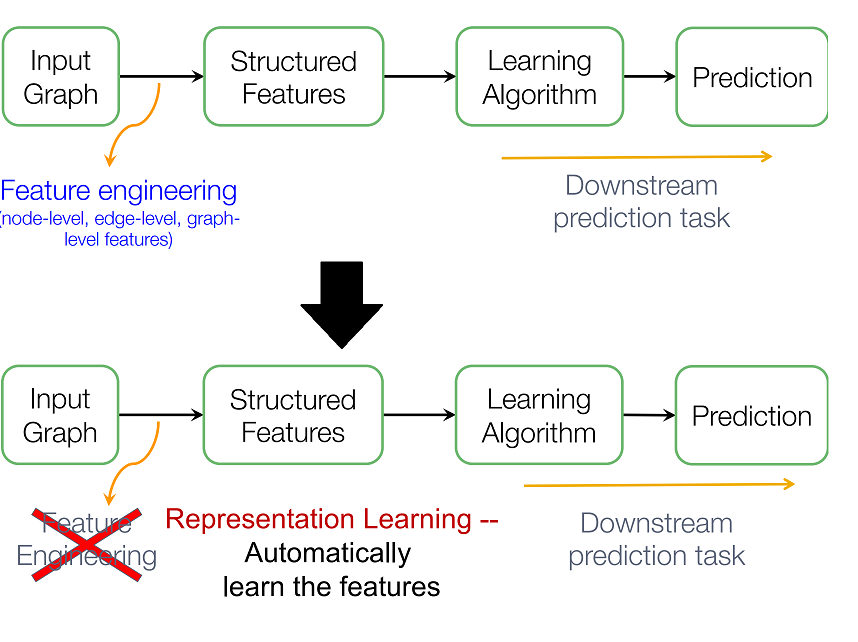 Input
Graph
Structured
Features
Learning
Algorithm
Prediction
Feature engineering
(node-level, edge-level, graph-
level features)
Downstream
prediction task
Input
Graph
Structured
Features
Learning
Algorithm
Prediction
Feature
Engineering
Representation Learning --
Automatically
learn the features
Downstream
prediction task